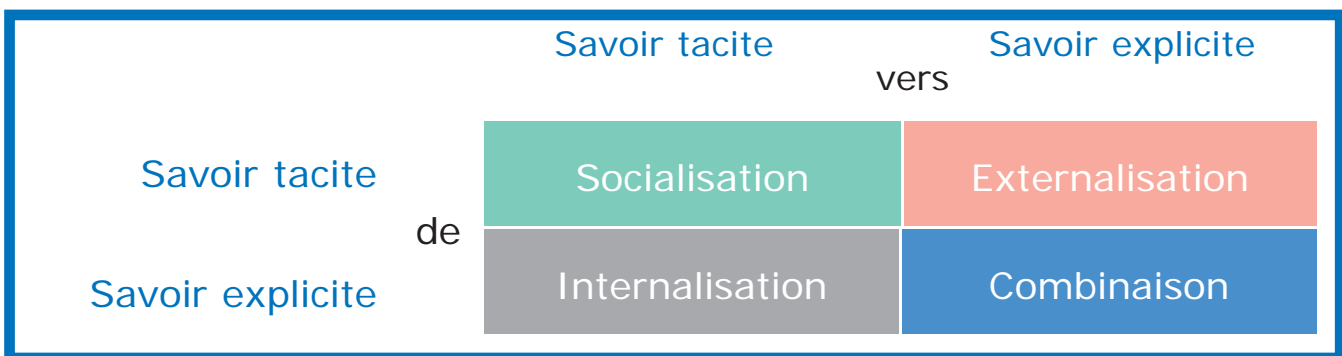 Savoir tacite Savoir explicite
vers
Savoir tacite Socialisation Externalisation
de
Savoir explicite Internalisation Combinaison